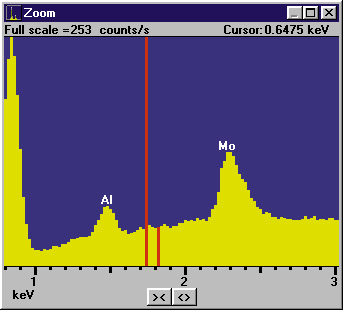 Zoom
Full scale =253 counts/s Cursor: 0.6475 keV
Mo
Al
1 2 3
keV >< <>